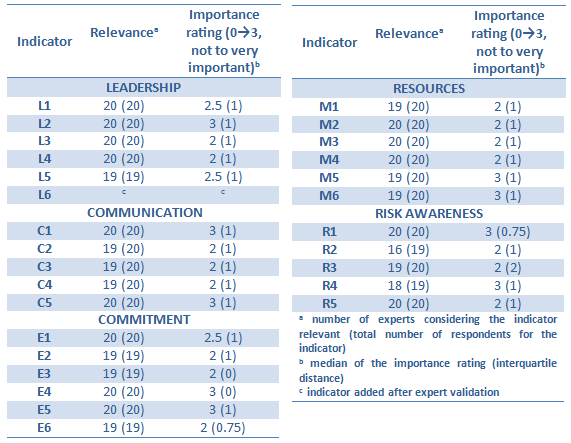 Indicator Relevanceᵃ Importance
rating (0→3,
not to very
important)ᵇ
LEADERSHIP
L1 20 (20) 2.5 (1)
L2 20 (20) 3 (1)
L3 20 (20) 2 (1)
L4 20 (20) 2 (1)
L5 19 (19) 2.5 (1)
L6 ᶜ ᶜ
COMMUNICATION
C1 20 (20) 3 (1)
C2 19 (20) 2 (1)
C3 19 (20) 2 (1)
C4 19 (20) 2 (1)
C5 19 (20) 3 (1)
COMMITMENT
E1 20 (20) 2.5 (1)
E2 19 (19) 2 (1)
E3 19 (19) 2 (0)
E4 20 (20) 3 (0)
E5 20 (20) 3 (1)
E6 19 (19) 2 (0.75)
Indicator Relevanceᵃ Importance
rating (0→3,
not to very
important)ᵇ
RESOURCES
M1 19 (20) 2 (1)
M2 20 (20) 2 (1)
M3 20 (20) 2 (1)
M4 20 (20) 2 (1)
M5 19 (20) 3 (1)
M6 19 (20) 3 (1)
RISK AWARENESS
R1 20 (20) 3 (0.75)
R2 16 (19) 2 (1)
R3 19 (20) 2 (2)
R4 18 (19) 3 (1)
R5 20 (20) 2 (1)
ᵃ number of experts considering the indicator
relevant (total number of respondents for the
indicator)
ᵇ median of the importance rating (interquartile
distance)
ᶜ indicator added after expert validation